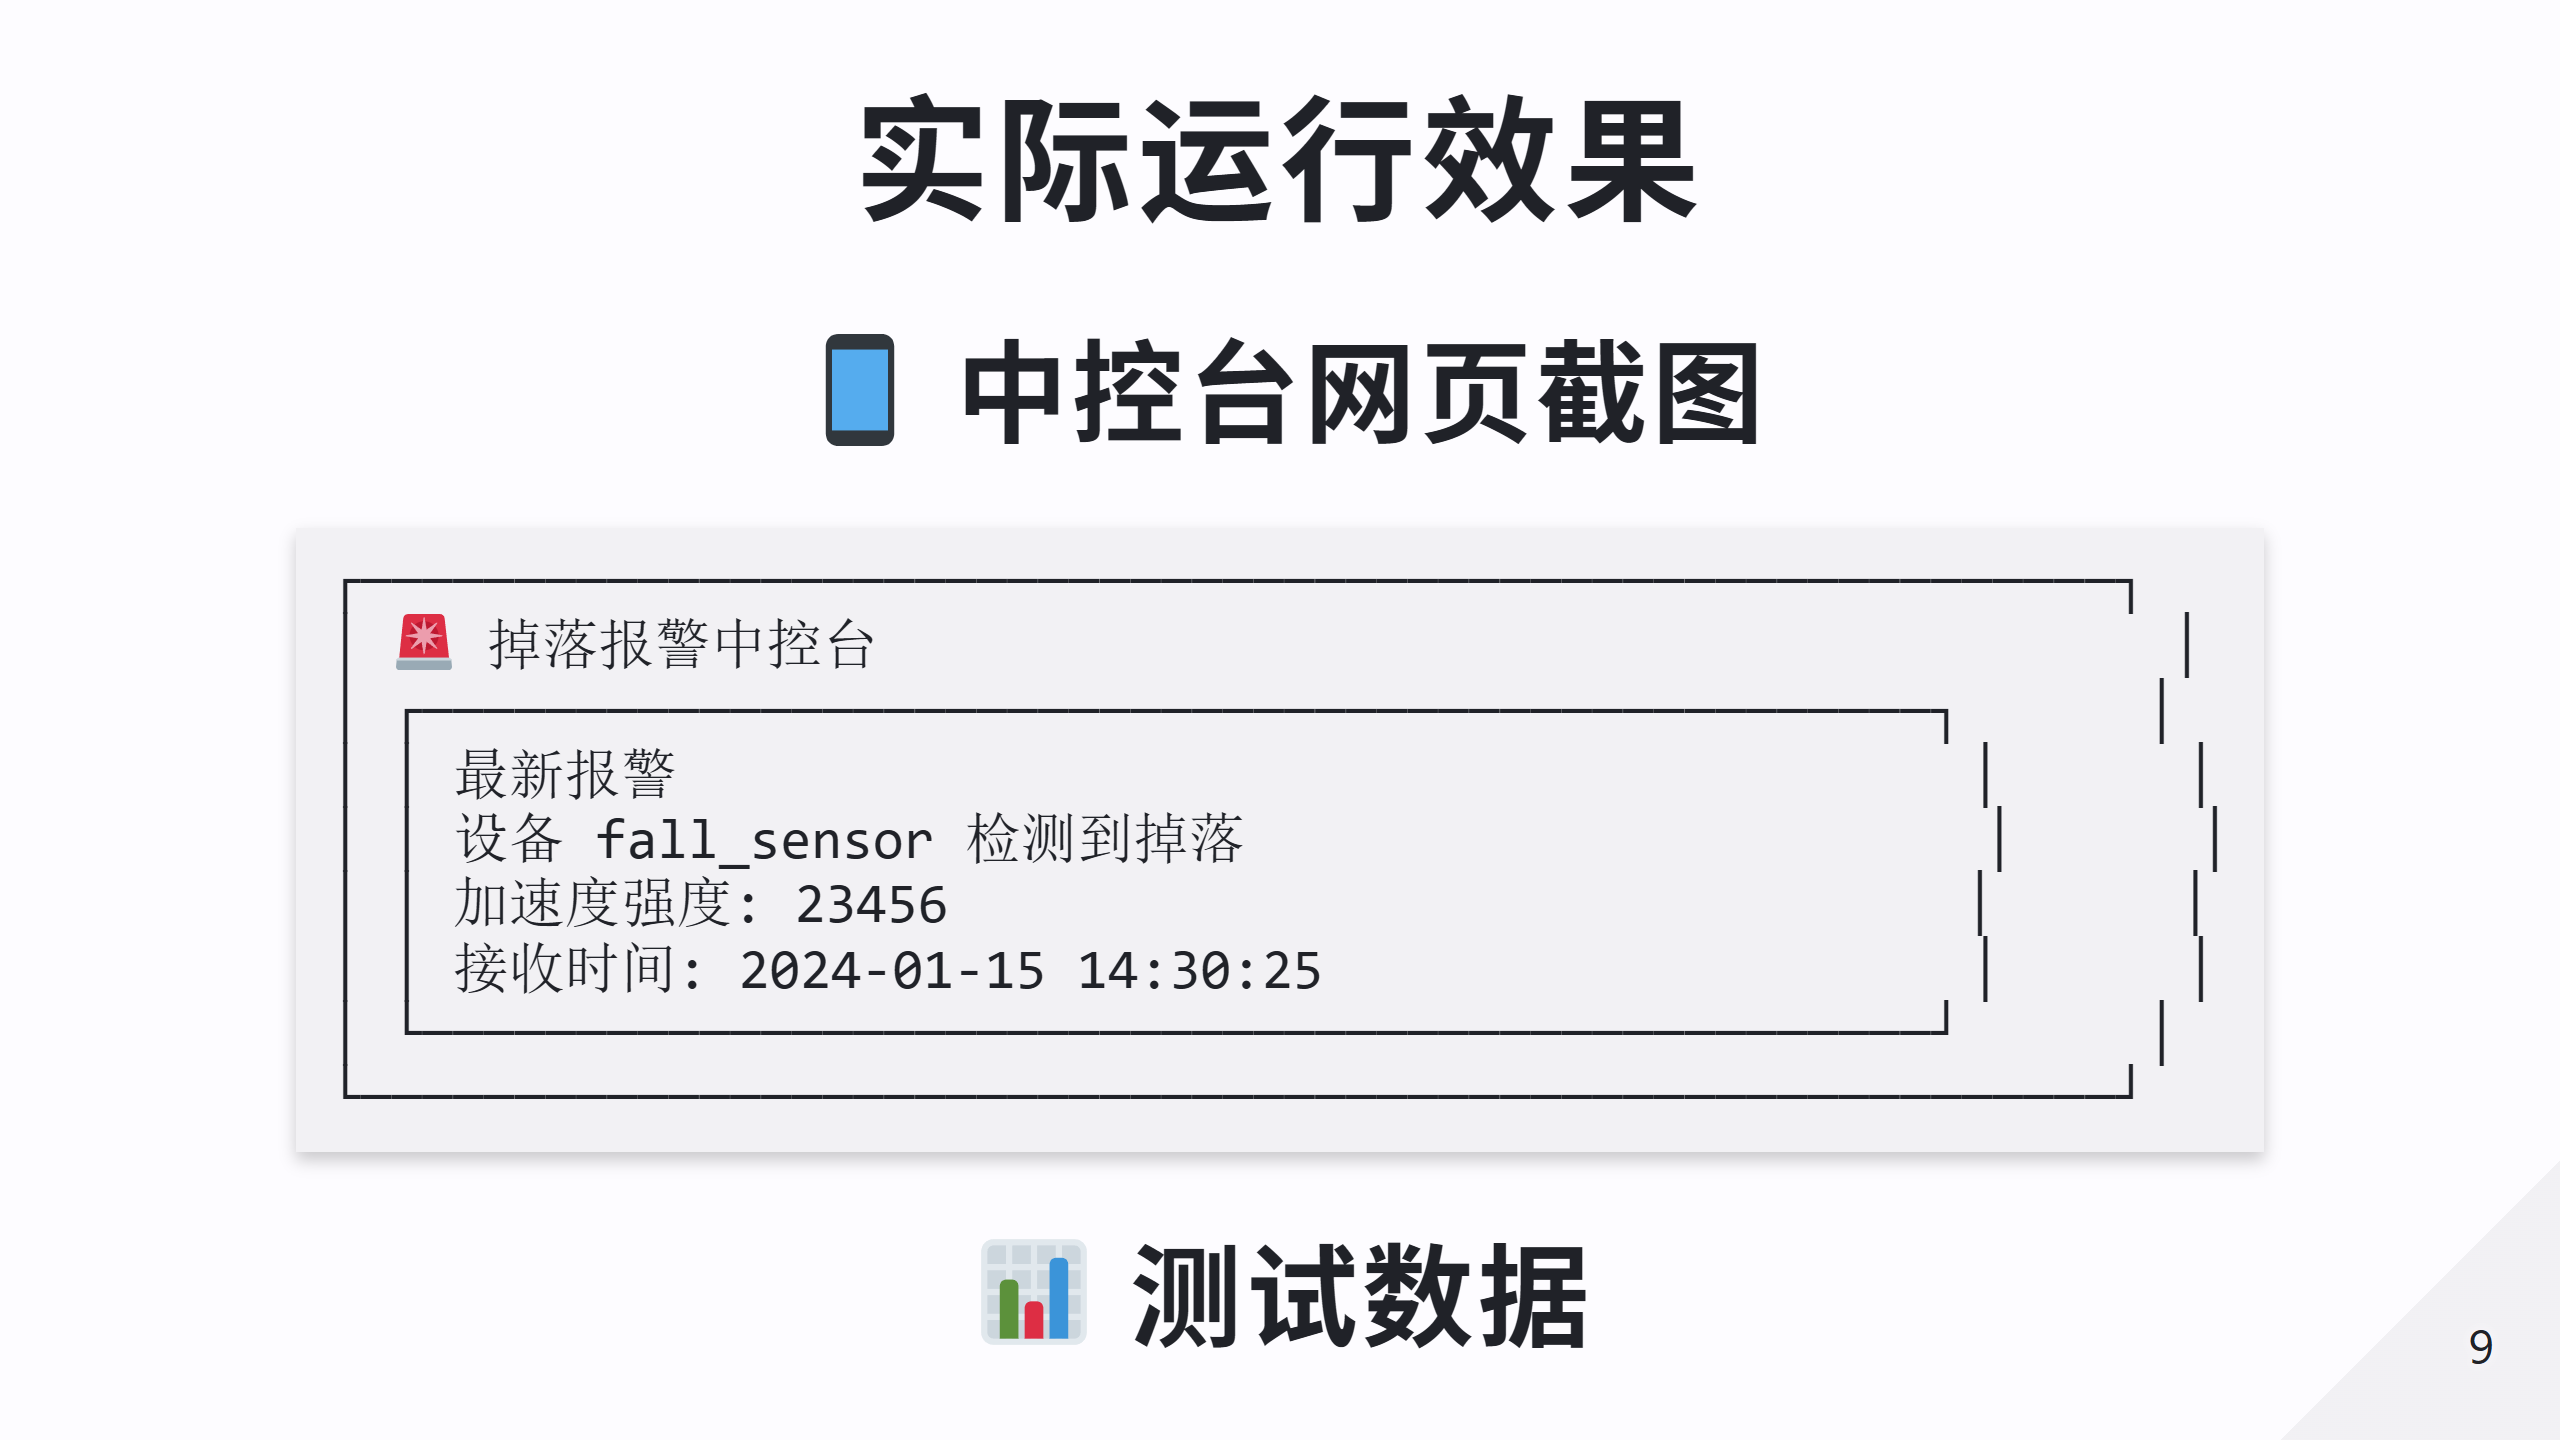 实际运行效果
中控台网页截图
掉落报警中控台
最新报警
设备 fall_sensor 检测到掉落
加速度强度: 23456
接收时间: 2024-01-15 14:30:25
测试数据
9